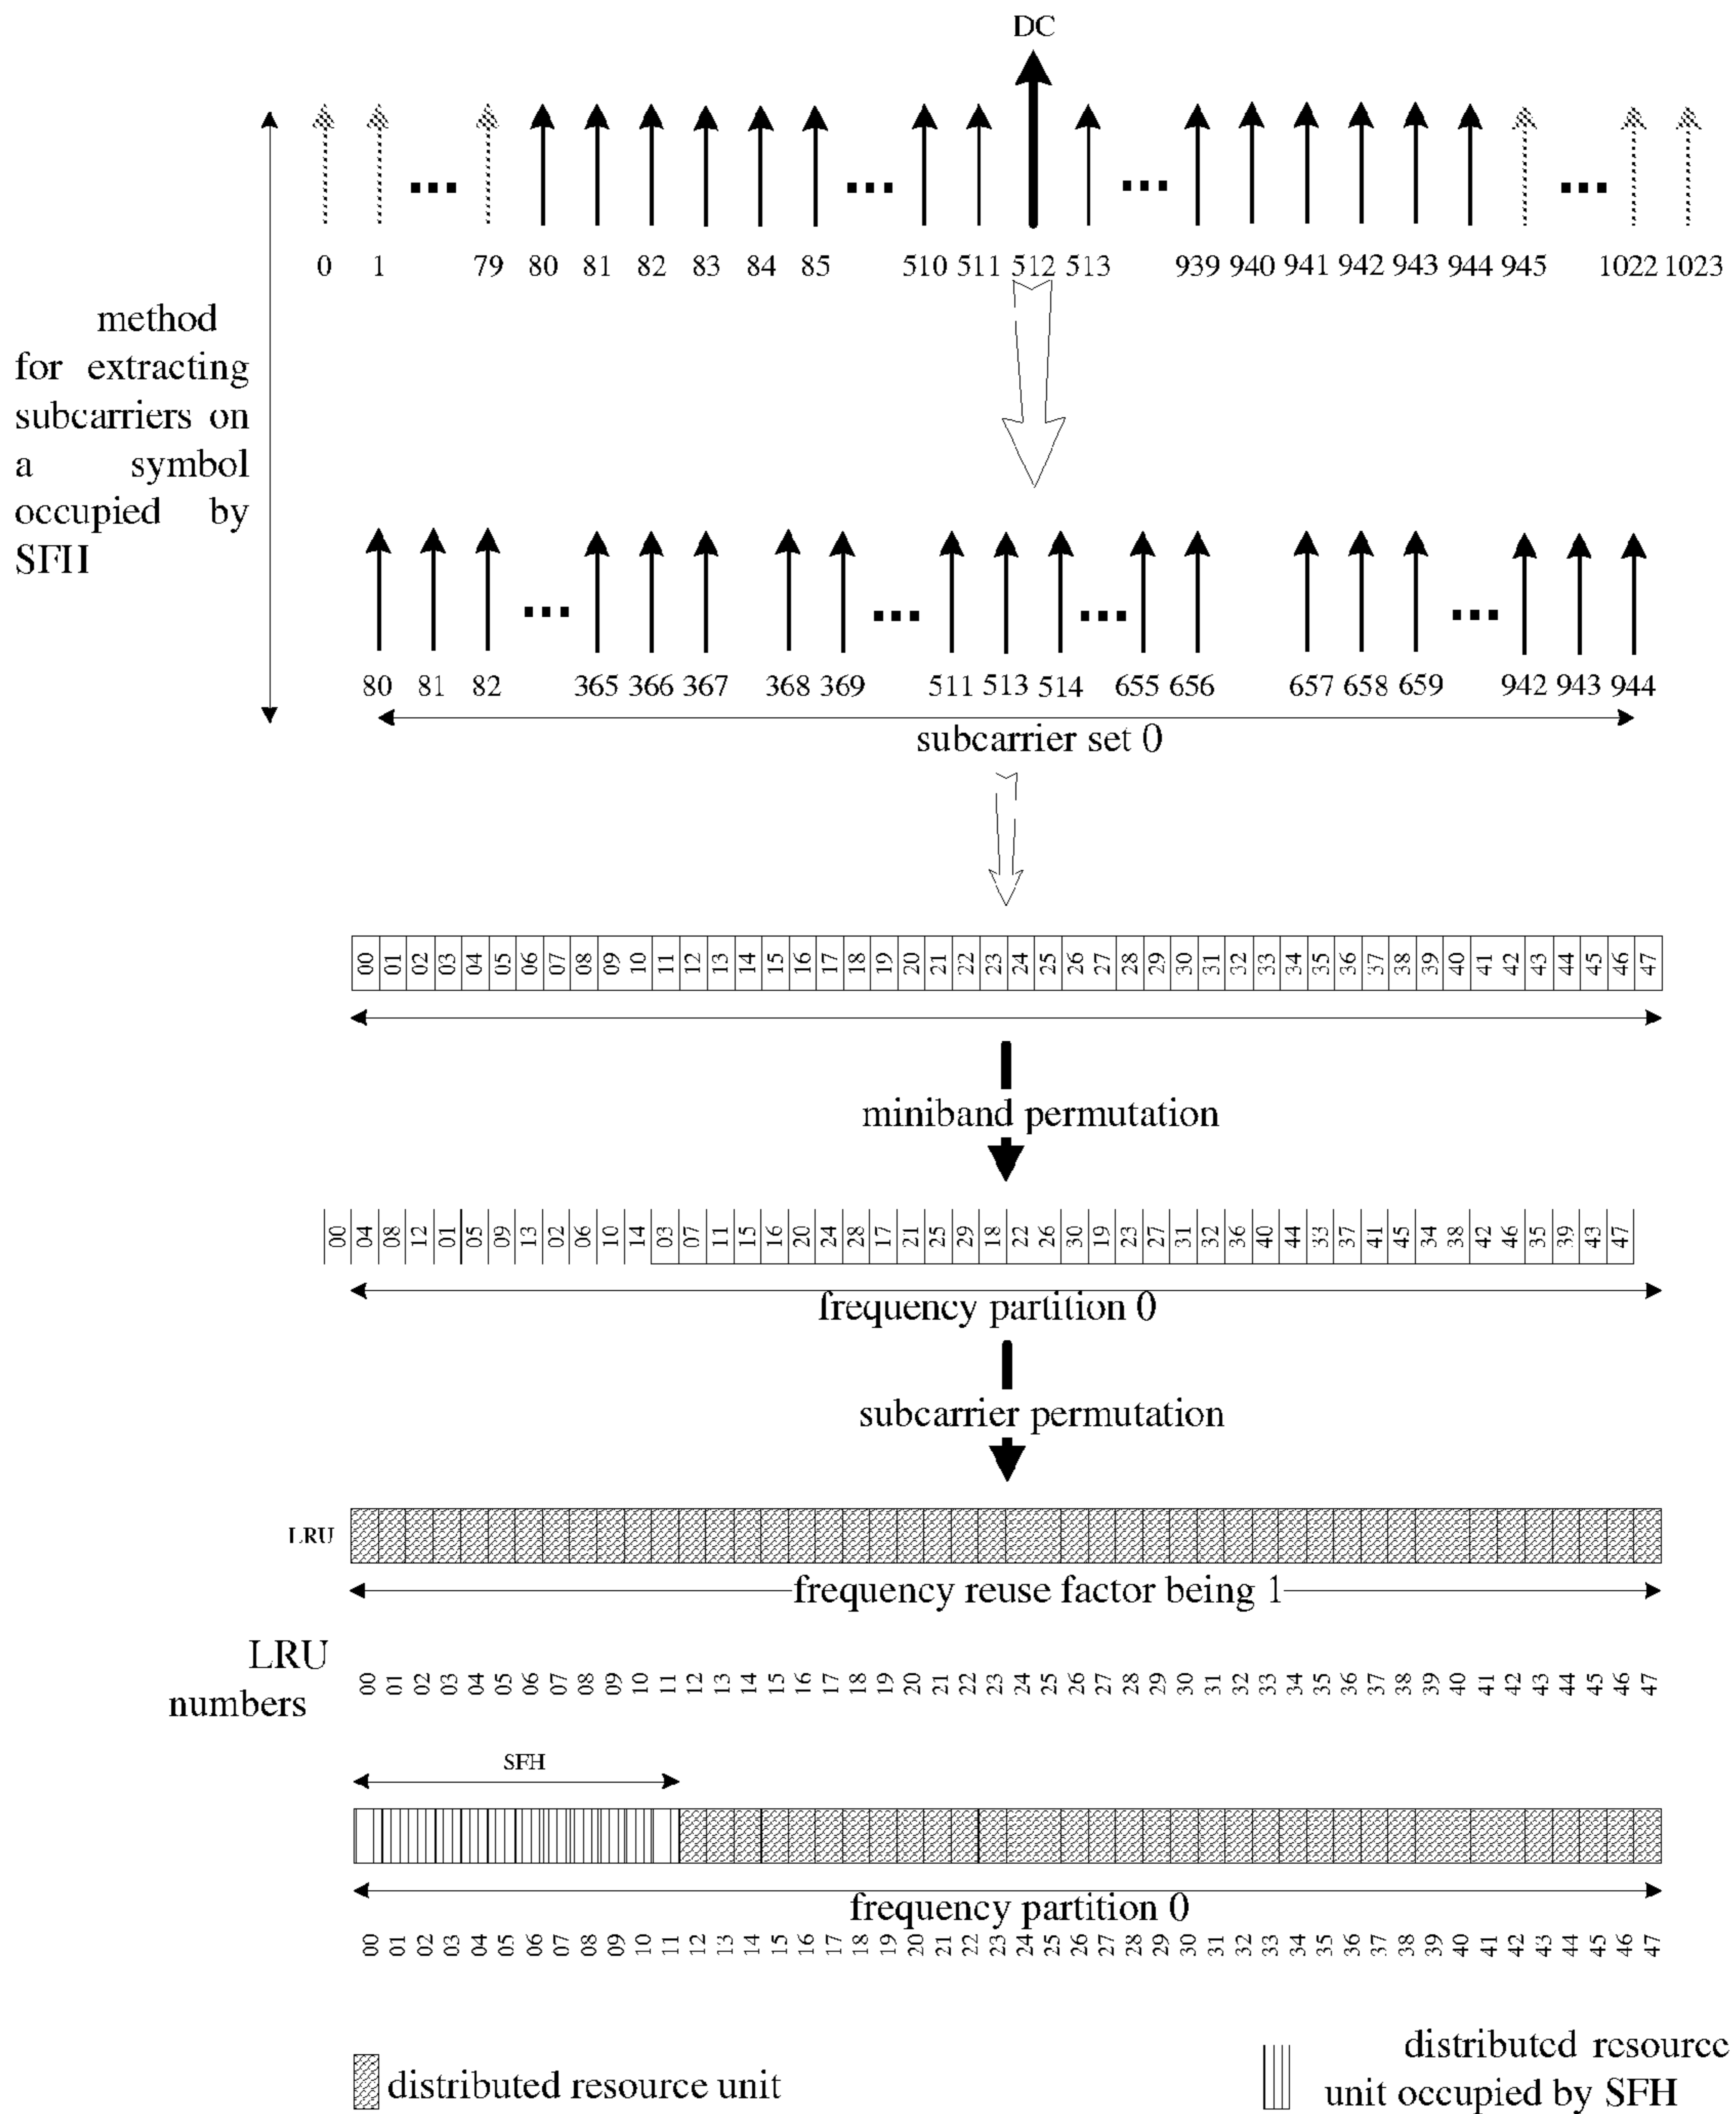 DC
0 1 ... 79 80 81 82 83 84 85 ... 510 511 512 513 ... 939 940 941 942 943 944 945 ... 1022 1023
method
for extracting
subcarriers on
a symbol
occupied by
SFH
80 81 82 ... 365 366 367 368 369 ... 511 513 514 ... 655 656 657 658 659 ... 942 943 944
subcarrier set 0
00 01 02 03 04 05 06 07 08 09 10 11 12 13 14 15 16 17 18 19 20 21 22 23 24 25 26 27 28 29 30 31 32 33 34 35 36 37 38 39 40 41 42 43 44 45 46 47
miniband permutation
00 04 08 12 01 05 09 13 02 06 10 14 03 07 11 15 16 20 24 28 17 21 25 29 18 22 26 30 19 23 27 31 32 36 40 44 33 37 41 45 34 38 42 46 35 39 43 47
frequency partition 0
subcarrier permutation
LRU
frequency reuse factor being 1
LRU
numbers
00 01 02 03 04 05 06 07 08 09 10 11 12 13 14 15 16 17 18 19 20 21 22 23 24 25 26 27 28 29 30 31 32 33 34 35 36 37 38 39 40 41 42 43 44 45 46 47
SFH
frequency partition 0
00 01 02 03 04 05 06 07 08 09 10 11 12 13 14 15 16 17 18 19 20 21 22 23 24 25 26 27 28 29 30 31 32 33 34 35 36 37 38 39 40 41 42 43 44 45 46 47
distributed resource unit
distributed resource
unit occupied by SFH